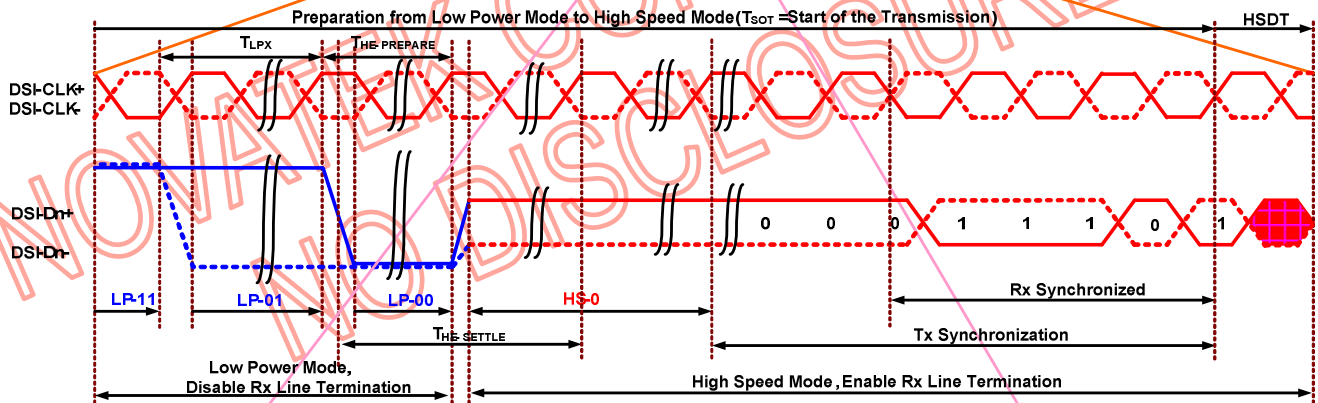 Preparation from Low Power Mode to High Speed Mode(TSOT =Start of the Transmission)
HSDT
TLPX
THE-PREPARE
DSI-CLK+
DSI-CLK-
DSI-Dn+
DSI-Dn-
0 0 0 1 1 1 0 1
LP-11
LP-01
LP-00
HS-0
Rx Synchronized
THE-SETTLE
Tx Synchronization
Low Power Mode,
Disable Rx Line Termination
High Speed Mode ,Enable Rx Line Termination
NOVATEK CO
NO DISCLOSURE